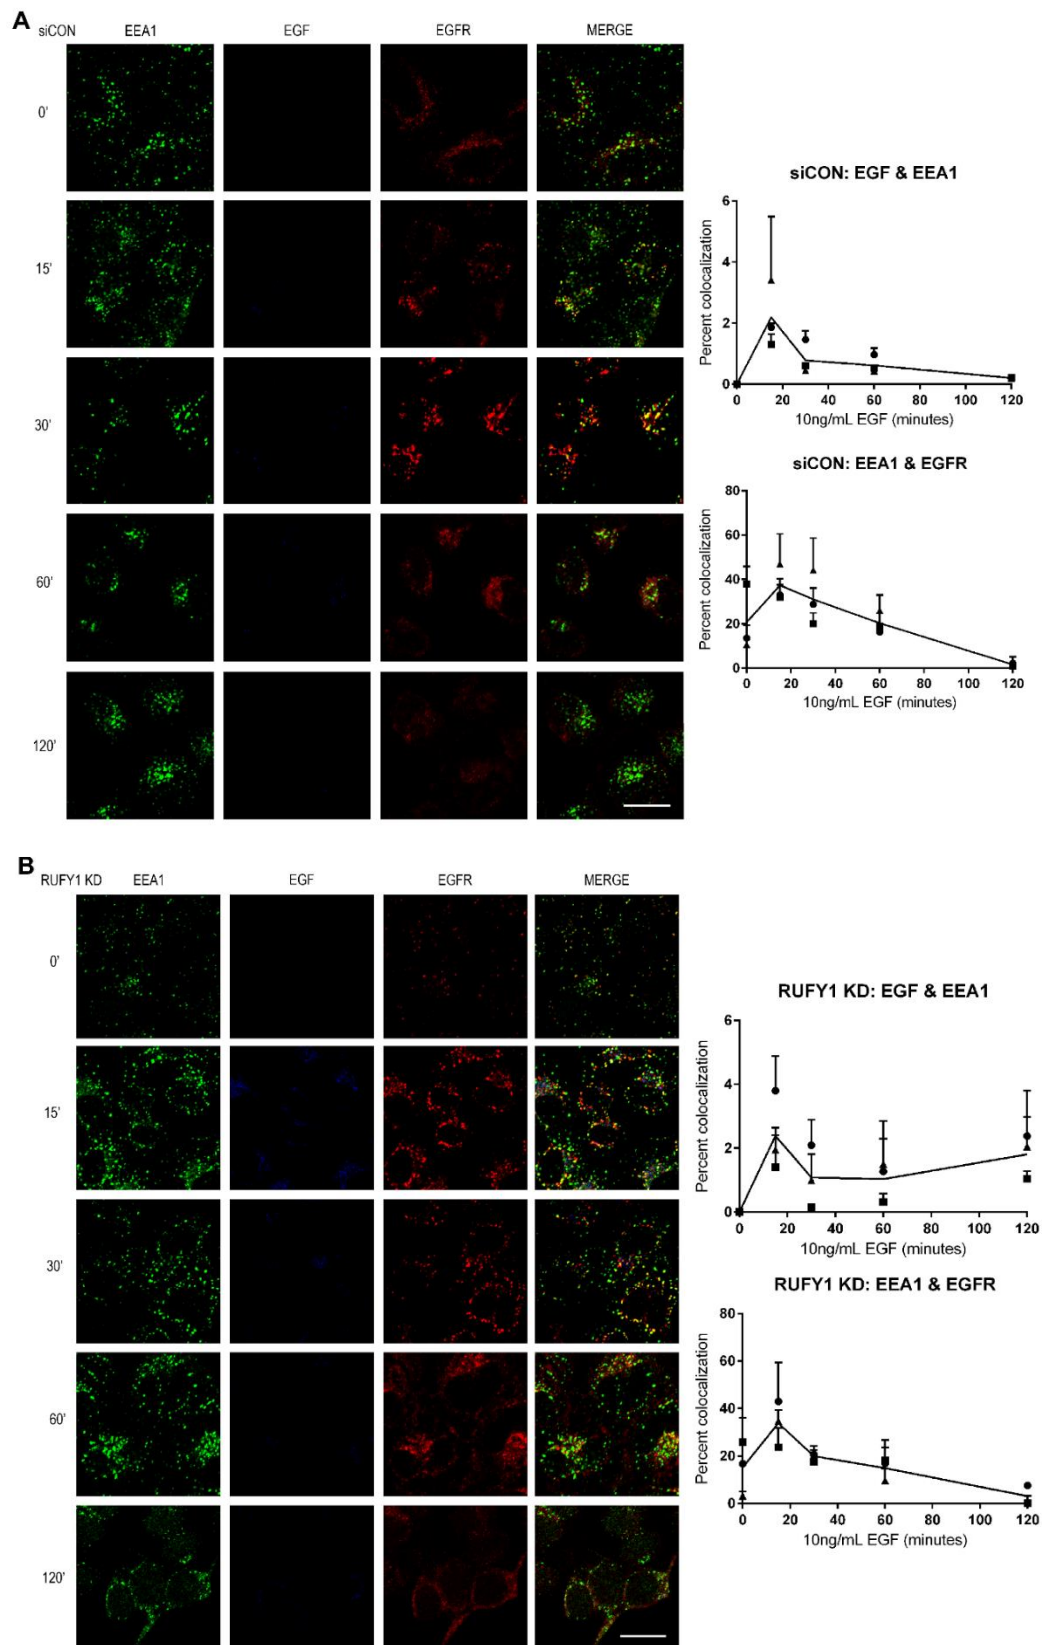 A
siCON EEA1 EGF EGFR MERGE
0'
15'
30'
60'
120'
siCON: EGF & EEA1
Percent colocalization
6
4
2
0
0 20 40 60 80 100 120
10ng/mL EGF (minutes)
siCON: EEA1 & EGFR
Percent colocalization
80
60
40
20
0
0 20 40 60 80 100 120
10ng/mL EGF (minutes)
B
RUFY1 KD EEA1 EGF EGFR MERGE
0'
15'
30'
60'
120'
RUFY1 KD: EGF & EEA1
Percent colocalization
6
4
2
0
0 20 40 60 80 100 120
10ng/mL EGF (minutes)
RUFY1 KD: EEA1 & EGFR
Percent colocalization
80
60
40
20
0
0 20 40 60 80 100 120
10ng/mL EGF (minutes)